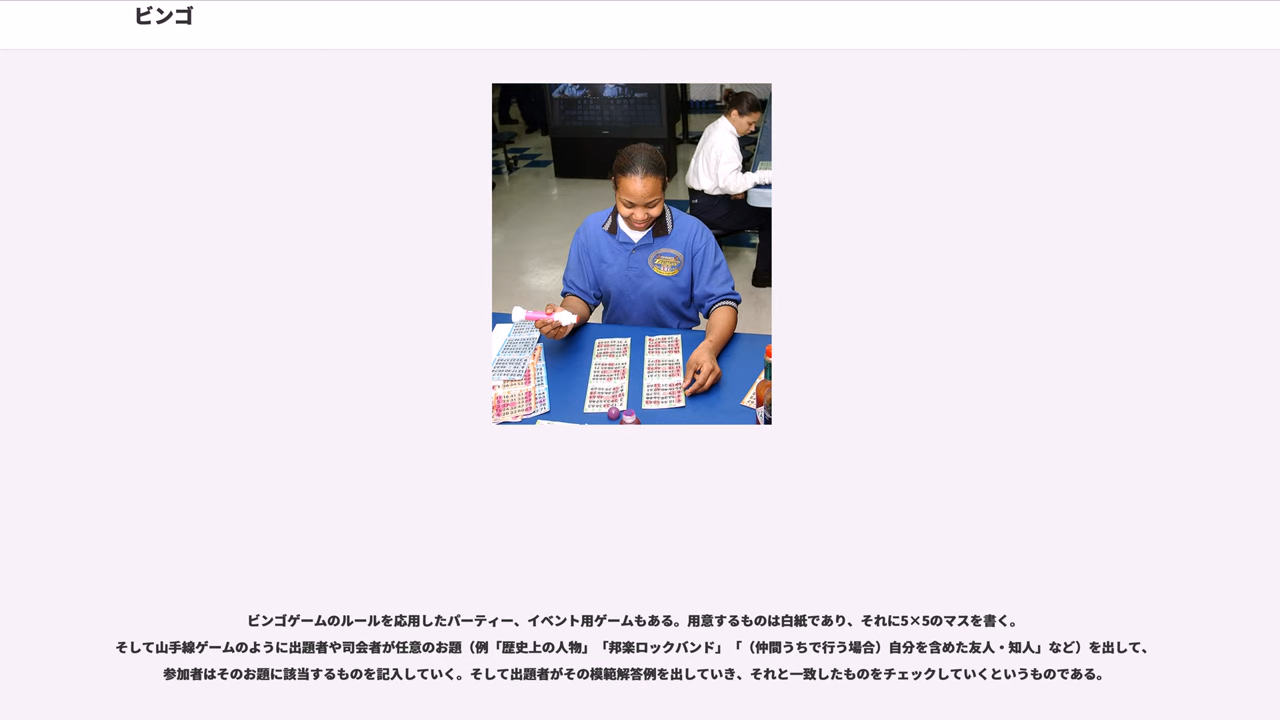 ビンゴ
ビンゴゲームのルールを応用したパーティー、イベント用ゲームもある。用意するものは白紙であり、それに5×5のマスを書く。
そして山手線ゲームのように出題者や司会者が任意のお題（例「歴史上の人物」「邦楽ロックバンド」「（仲間うちで行う場合）自分を含めた友人・知人」など）を出して、
参加者はそのお題に該当するものを記入していく。そして出題者がその模範解答例を出していき、それと一致したものをチェックしていくというものである。